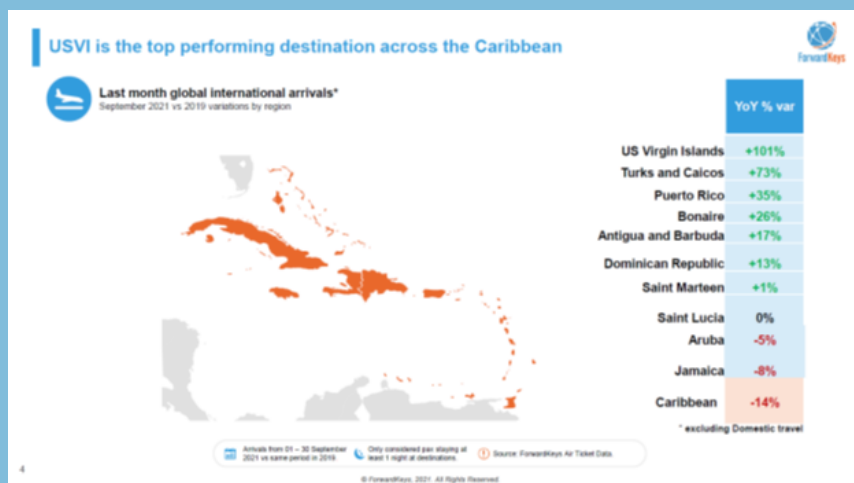 USVI is the top performing destination across the Caribbean
ForwardKeys
Last month global international arrivals*
September 2021 vs 2019 variations by region
YoY % var
US Virgin Islands +101%
Turks and Caicos +73%
Puerto Rico +35%
Bonaire +26%
Antigua and Barbuda +17%
Dominican Republic +13%
Saint Marteen +1%
Saint Lucia 0%
Aruba -5%
Jamaica -8%
Caribbean -14%
* excluding Domestic travel
Arrivals from 01 – 30 September
2021 vs same period in 2019.
Only considered pax staying at
least 1 night at destinations.
Source: ForwardKeys Air Ticket Data.
4
© ForwardKeys, 2021. All Rights Reserved.